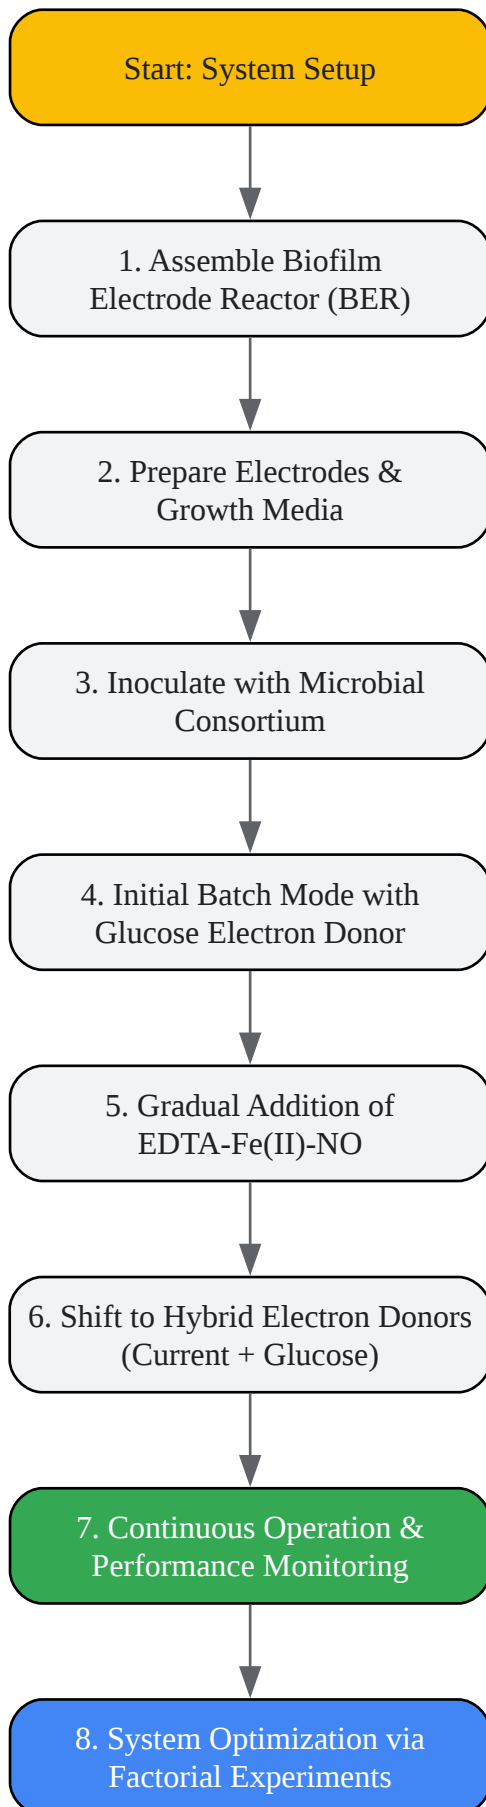 Start: System Setup
1. Assemble Biofilm
Electrode Reactor (BER)
2. Prepare Electrodes &
Growth Media
3. Inoculate with Microbial
Consortium
4. Initial Batch Mode with
Glucose Electron Donor
5. Gradual Addition of
EDTA-Fe(II)-NO
6. Shift to Hybrid Electron Donors
(Current + Glucose)
7. Continuous Operation &
Performance Monitoring
8. System Optimization via
Factorial Experiments